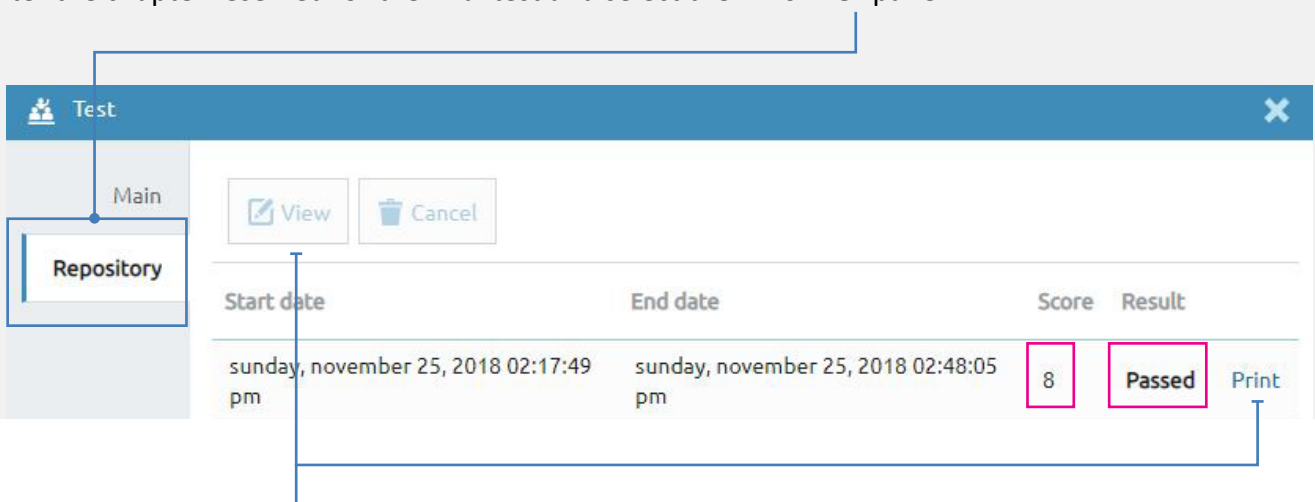 Test
Main
View Cancel
Repository
Start date End date Score Result
sunday, november 25, 2018 02:17:49 sunday, november 25, 2018 02:48:05
pm pm
8 Passed Print